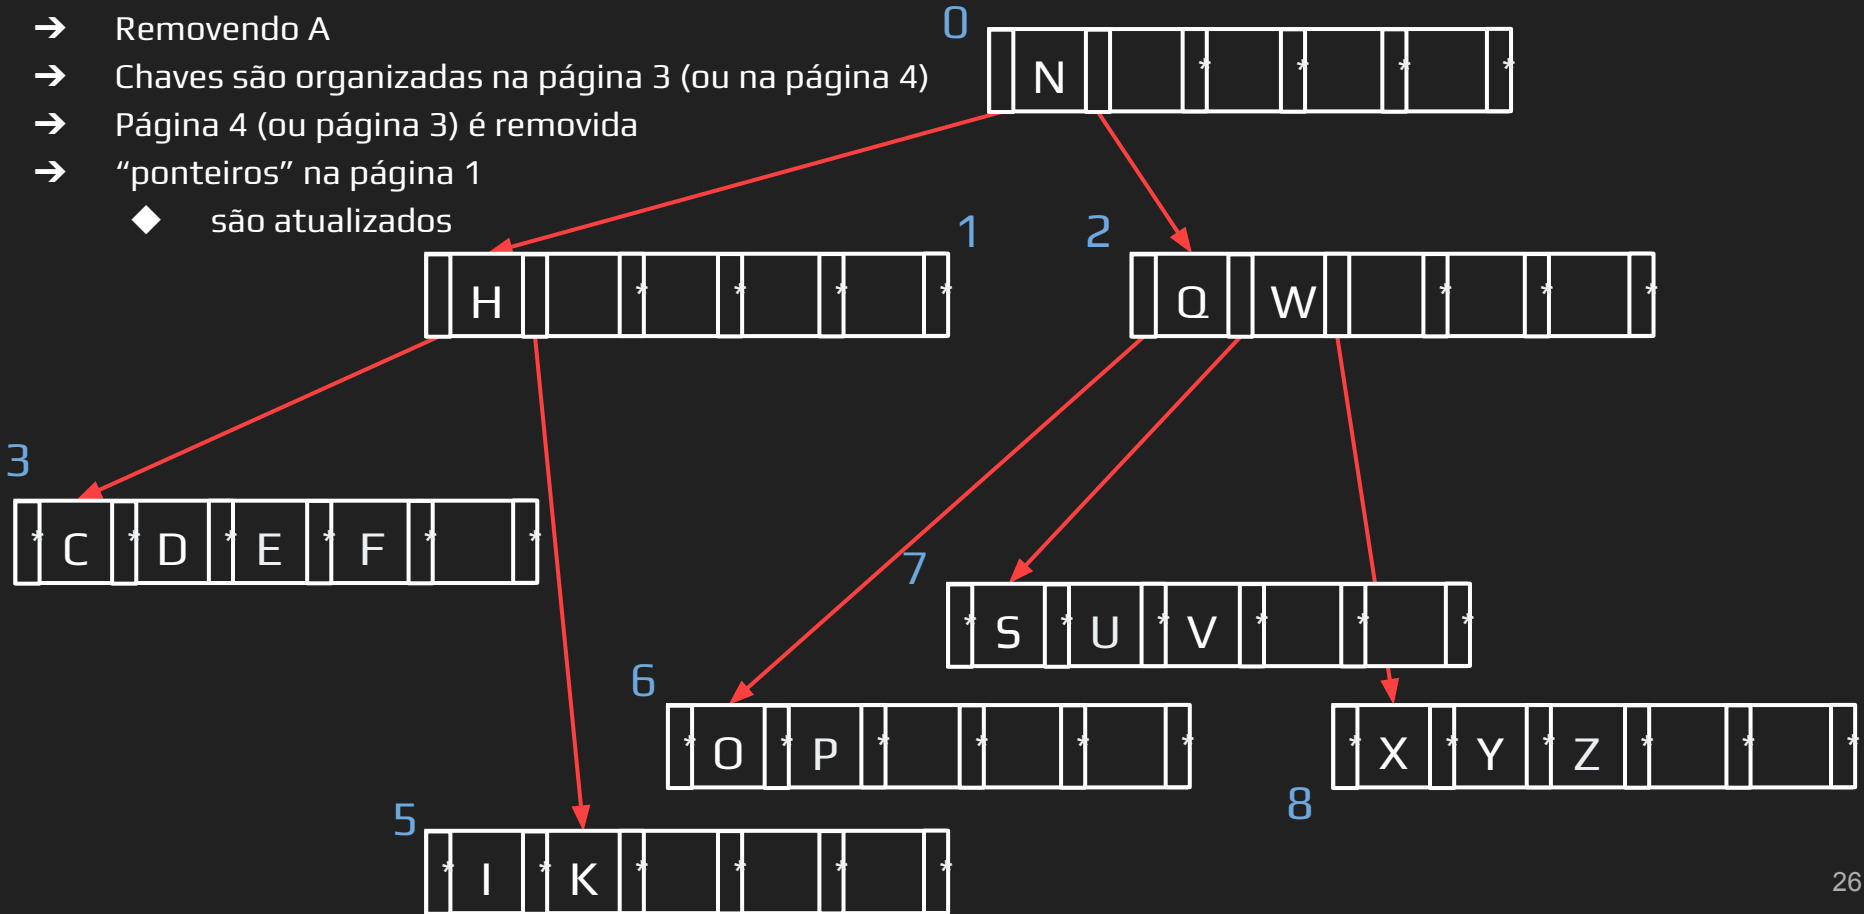 ➔ Removendo A
➔ Chaves são organizadas na página 3 (ou na página 4)
➔ Página 4 (ou página 3) é removida
➔ “ponteiros” na página 1
◆ são atualizados
0
N * * * *
1
H * * * *
2
Q W * * *
3
* C * D * E * F * *
7
* S * U * V * * *
6
* O * P * * * *
8
* X * Y * Z * * *
5
* I * K * * * *
26